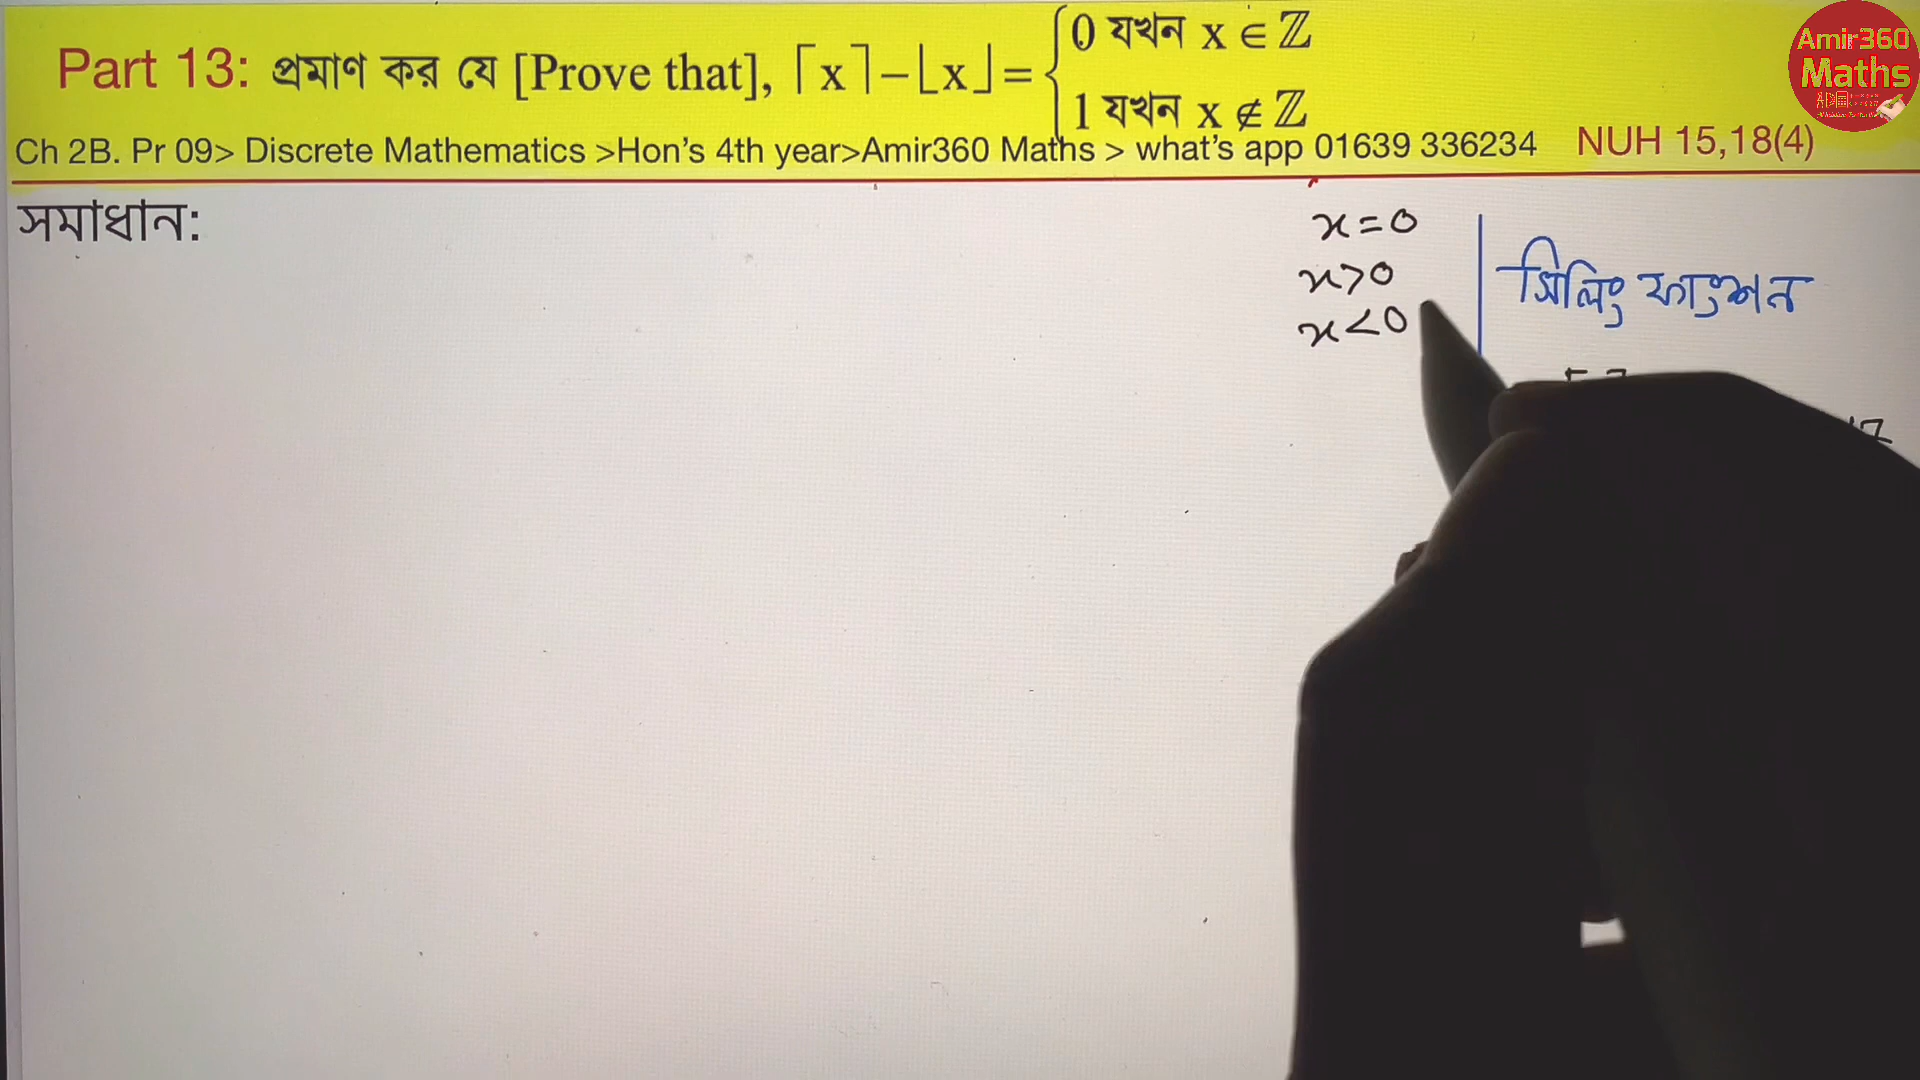 Part 13: প্রমাণ কর যে [Prove that], ⌈x⌉−⌊x⌋= {0 যখন x ∈ ℤ
1 যখন x ∉ ℤ
Ch 2B. Pr 09> Discrete Mathematics >Hon’s 4th year>Amir360 Maths > what’s app 01639 336234 NUH 15,18(4)
Amir360
Maths
সমাধান:
x=0
x>0
x<0
সিলিং ফাংশন